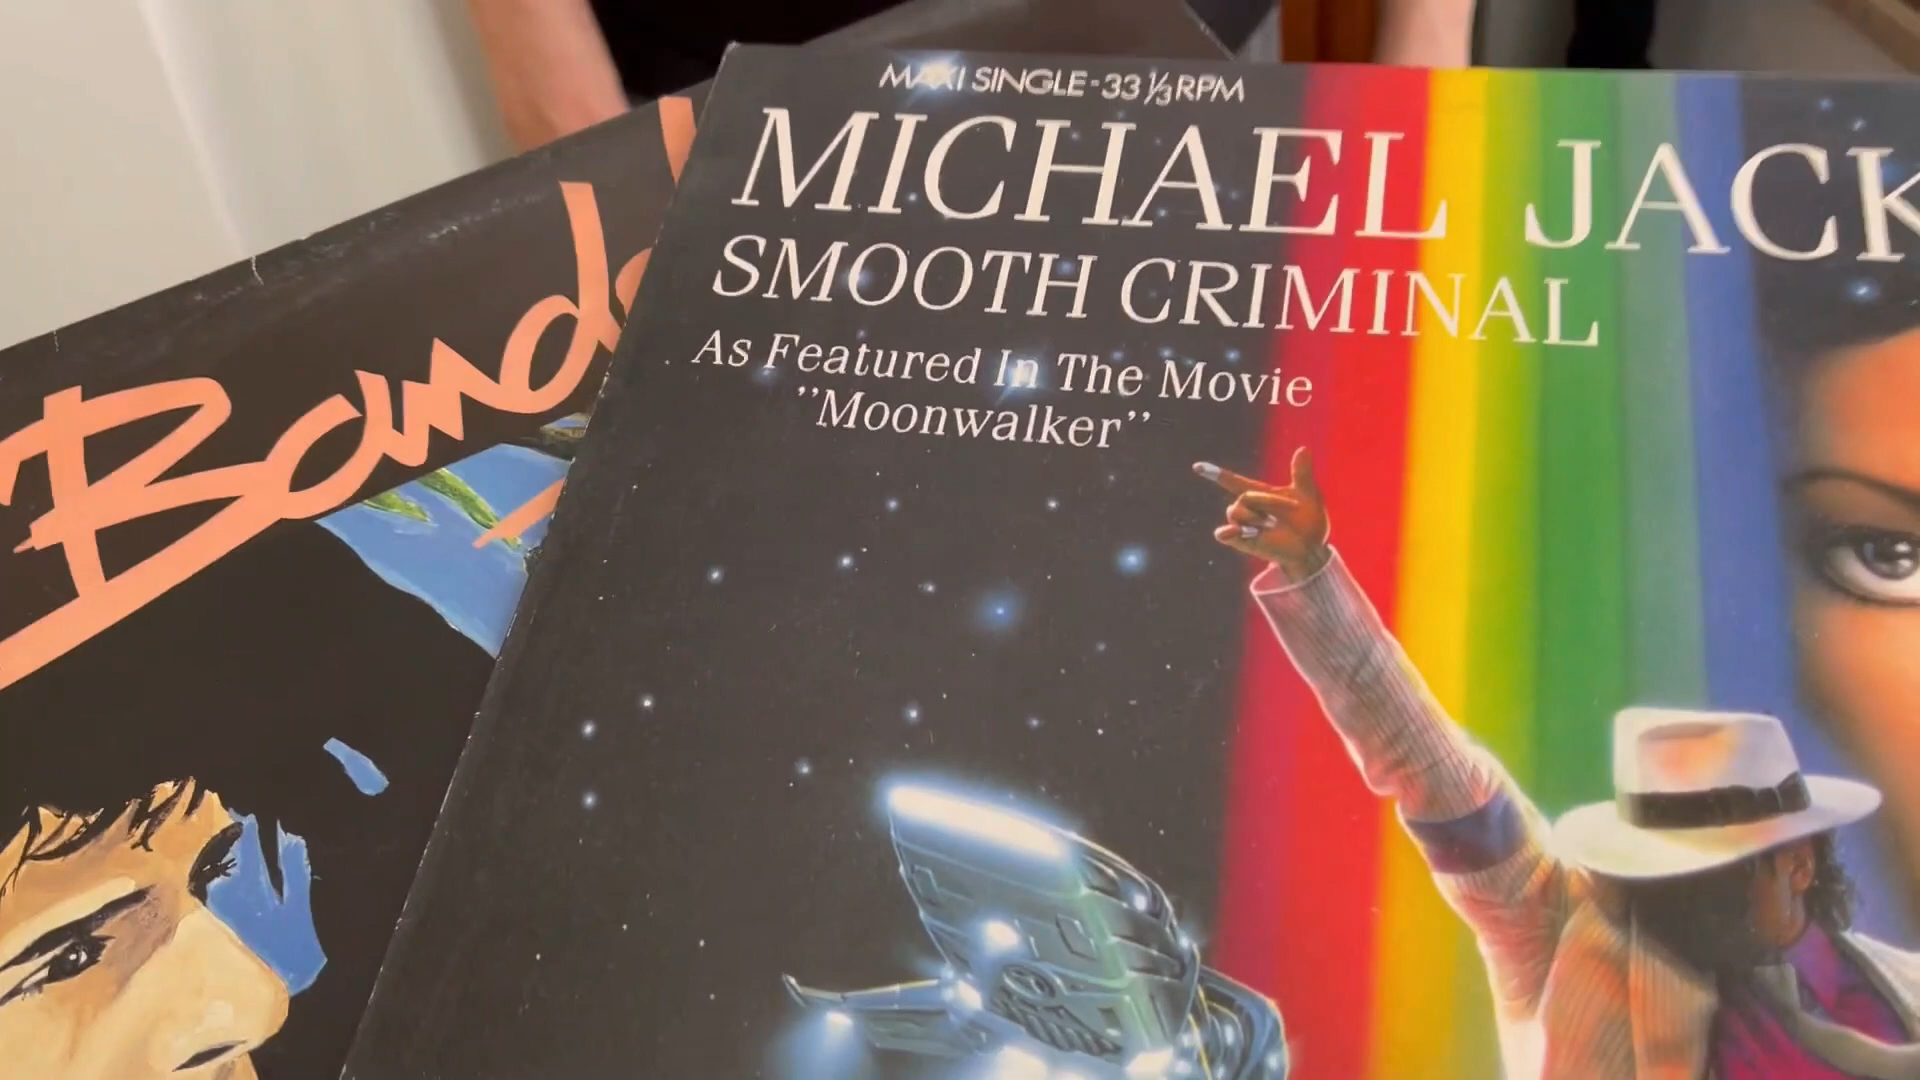 MAXI SINGLE-33 ⅓ RPM
MICHAEL JACK
SMOOTH CRIMINAL
As Featured In The Movie
"Moonwalker"
Band